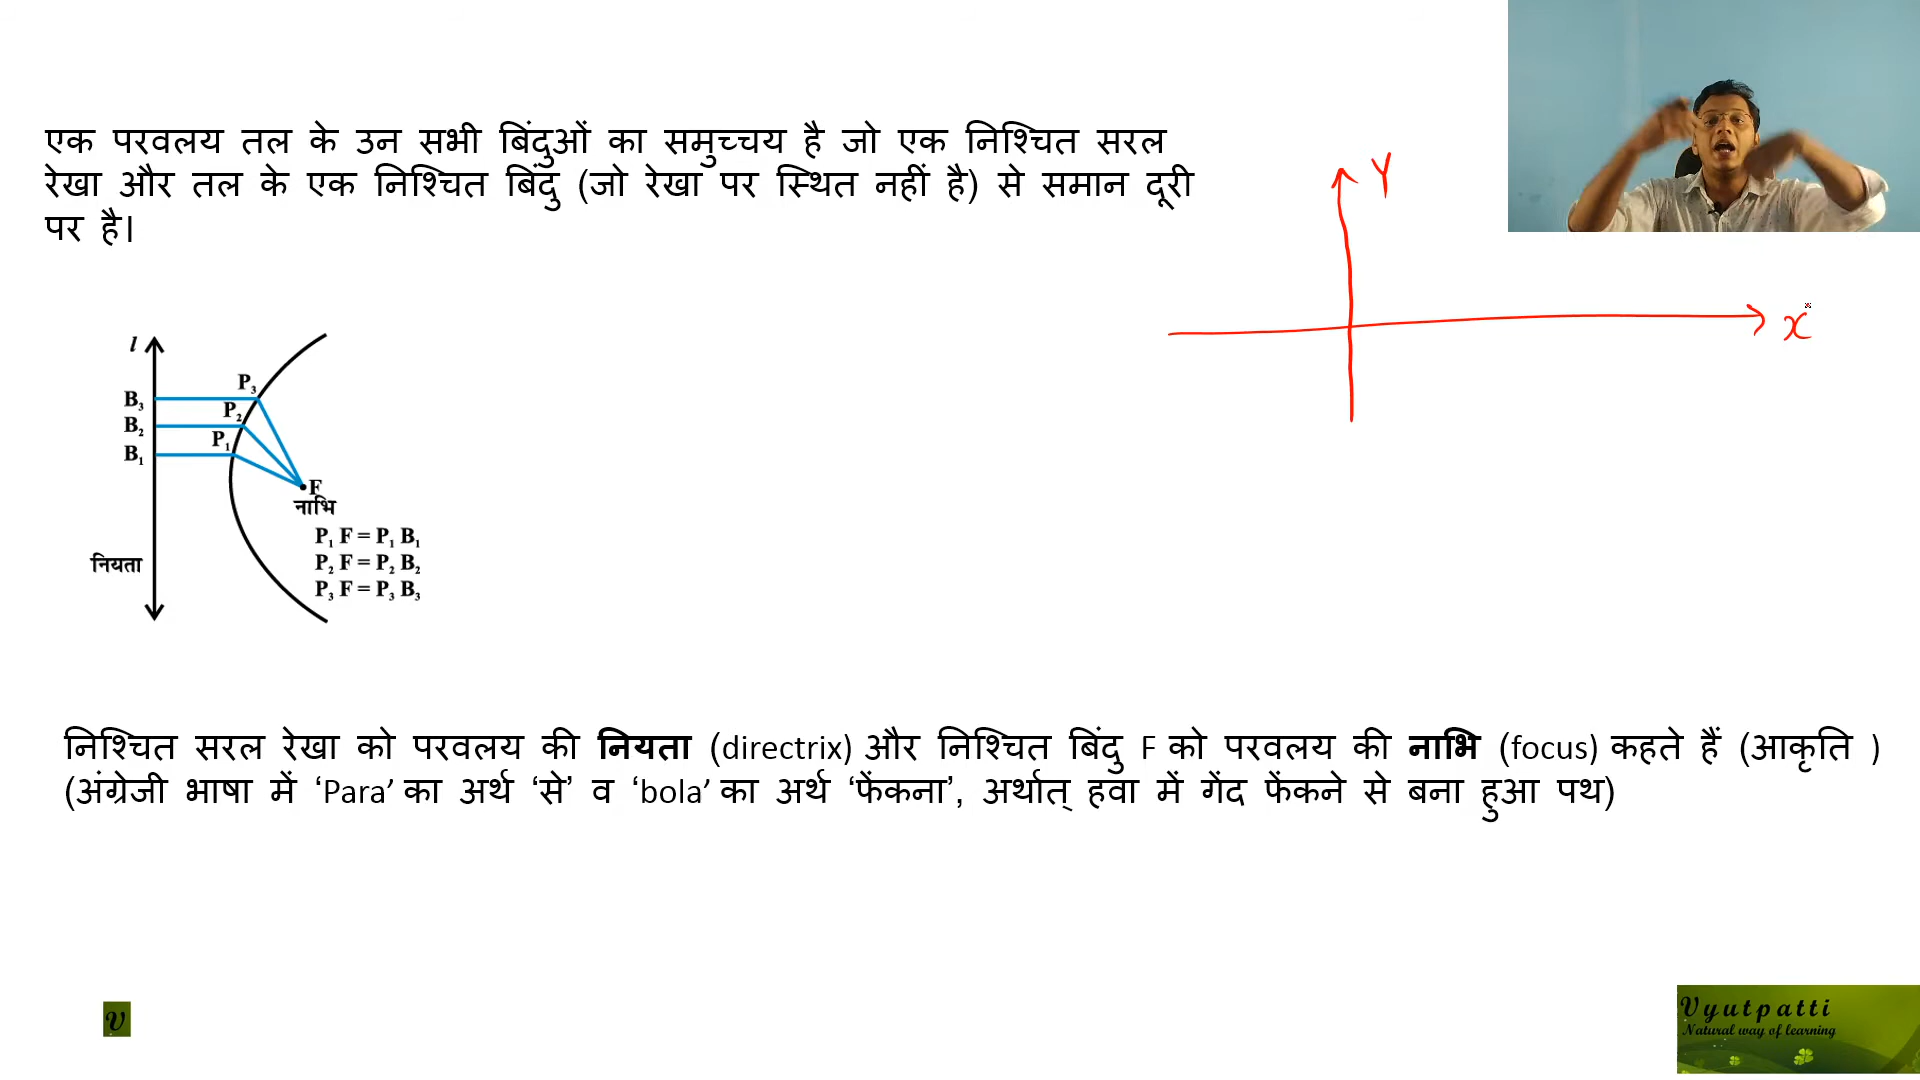 एक परवलय तल के उन सभी बिंदुओं का समुच्चय है जो एक निश्चित सरल
रेखा और तल के एक निश्चित बिंदु (जो रेखा पर स्थित नहीं है) से समान दूरी
पर है।
Y
x
l
P₃
B₃
P₂
B₂
P₁
B₁
F
नाभि
P₁ F = P₁ B₁
P₂ F = P₂ B₂
P₃ F = P₃ B₃
नियता
निश्चित सरल रेखा को परवलय की नियता (directrix) और निश्चित बिंदु F को परवलय की नाभि (focus) कहते हैं (आकृति )
(अंग्रेजी भाषा में ‘Para’ का अर्थ ‘से’ व ‘bola’ का अर्थ ‘फेंकना’, अर्थात् हवा में गेंद फेंकने से बना हुआ पथ)
v
Vyutpatti
Natural way of learning